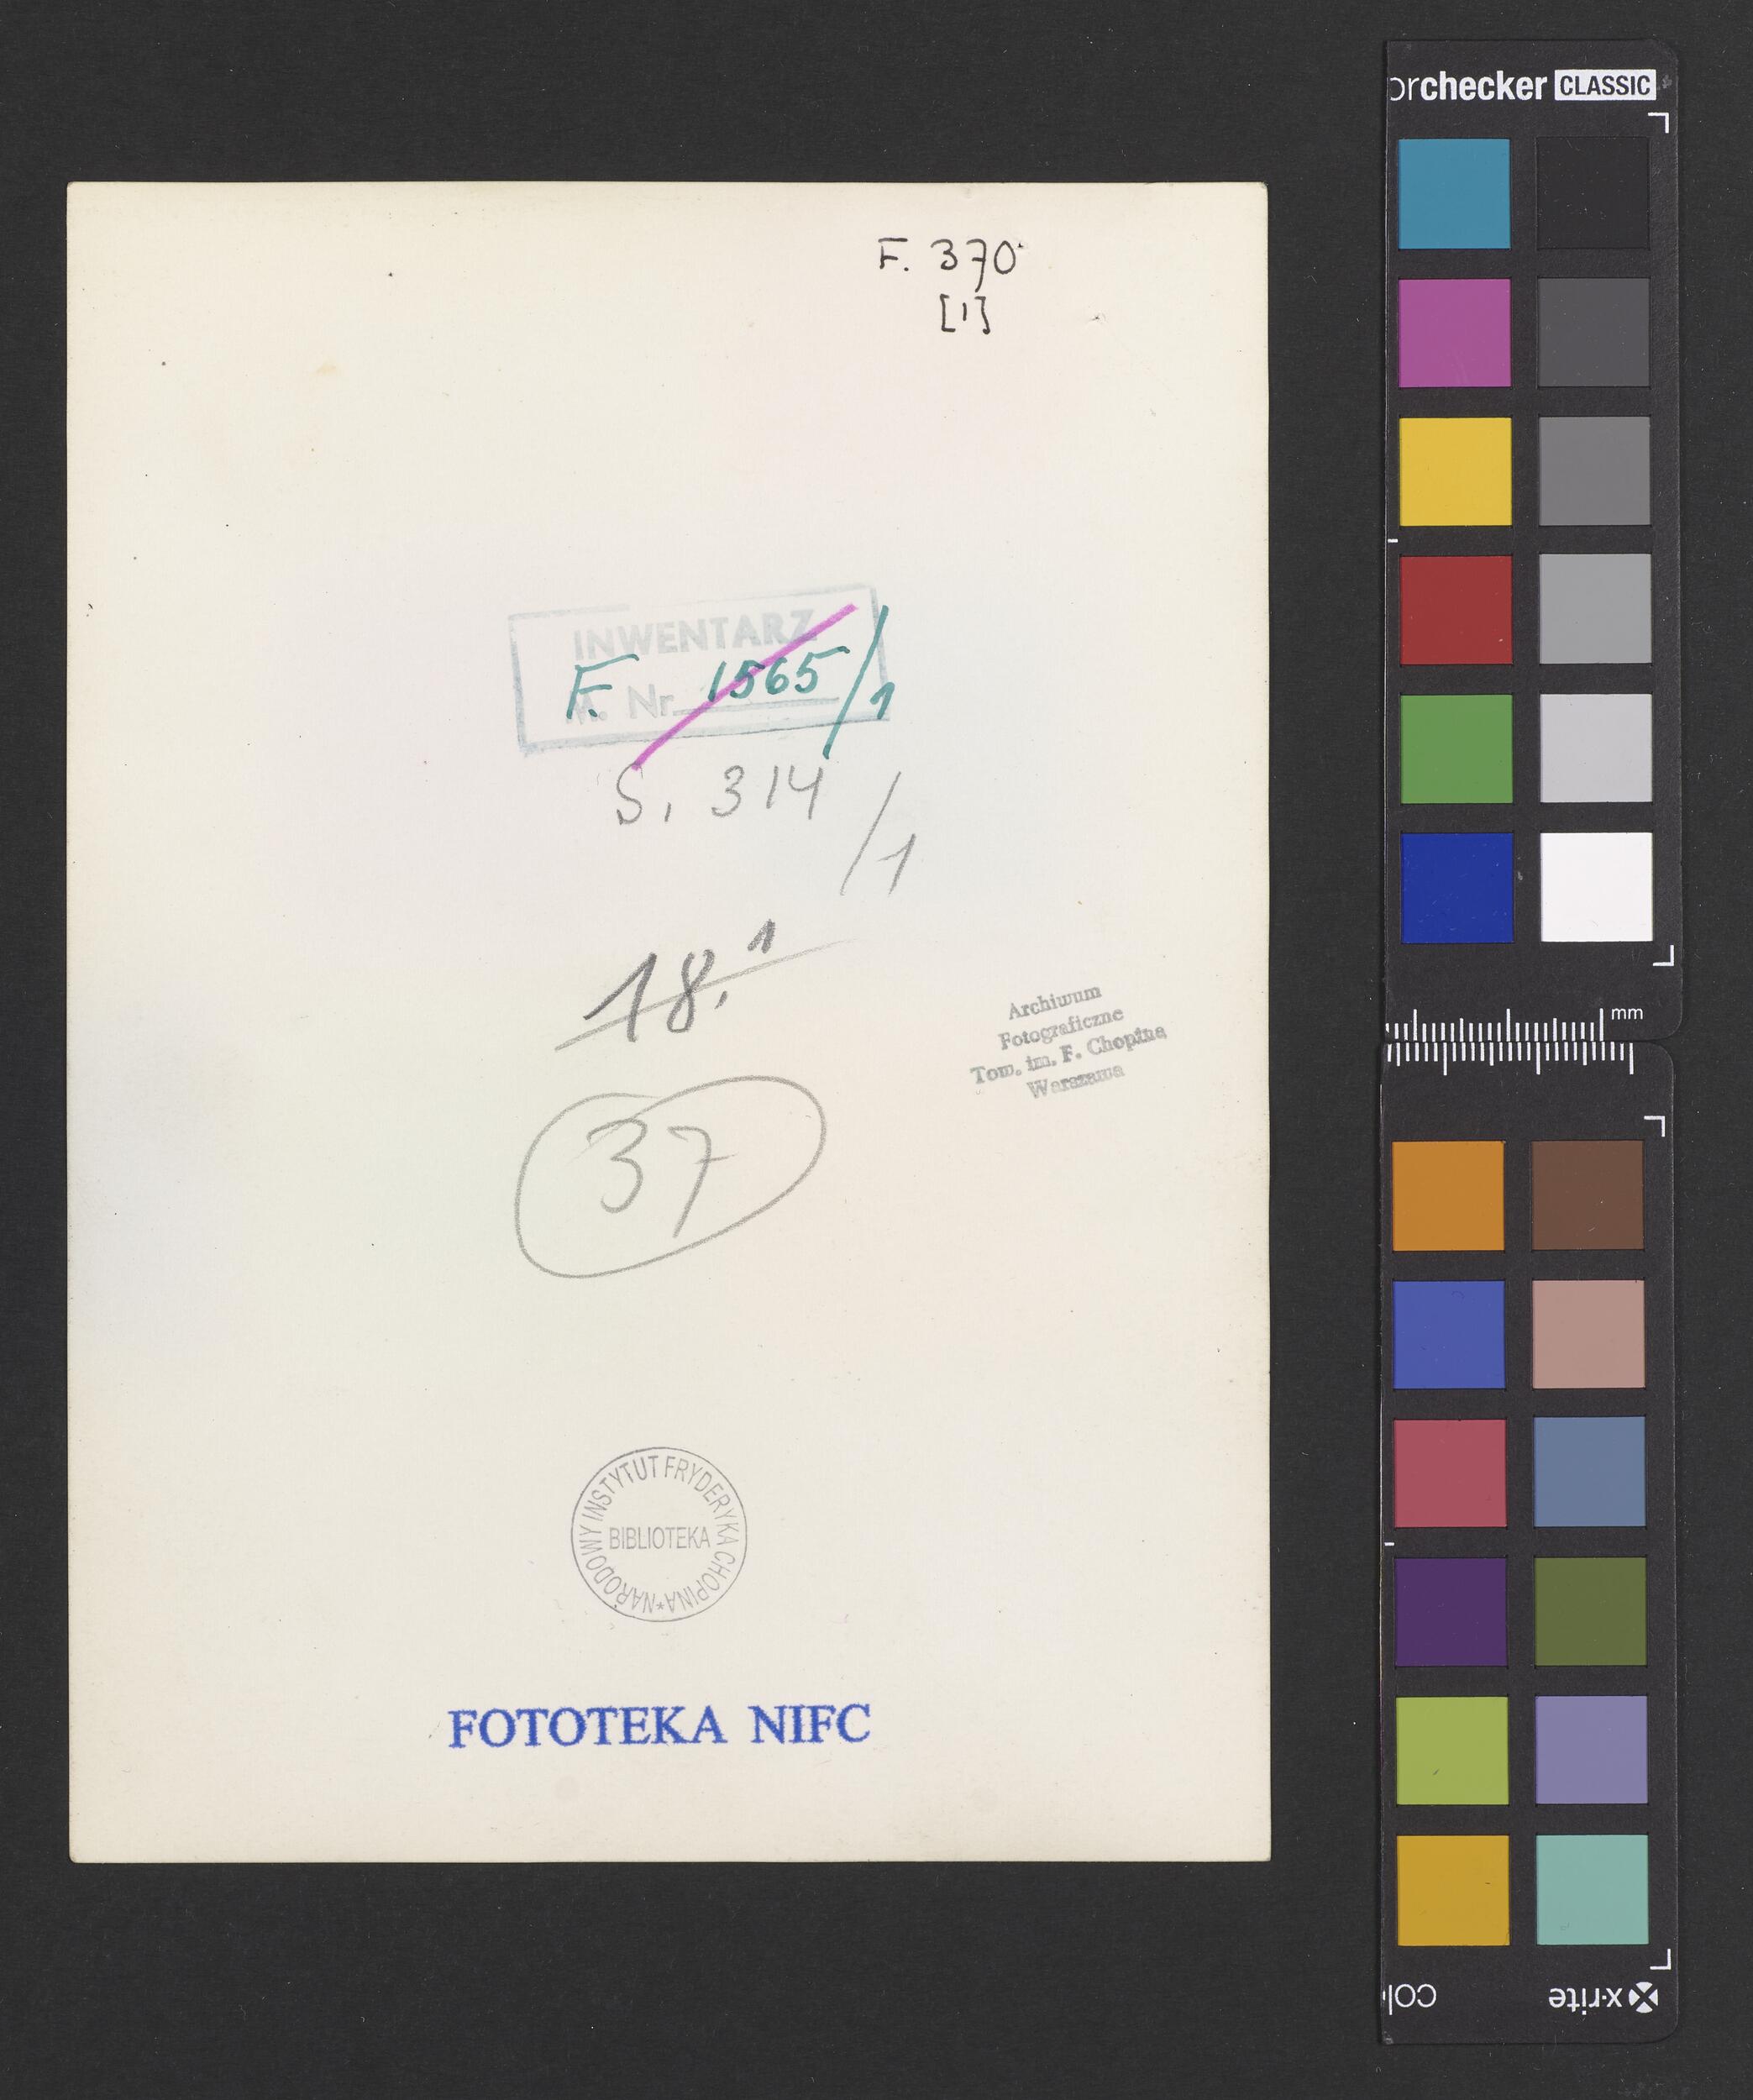 orchecker CLASSIC
F. 370
[1]
INWENTARZ
F. Nr 1565/1
S. 314
/1
18.1
Archiwum
Fotograficzne
Tow. im. F. Chopina
Warszawa
37
NARODOWY INSTYTUT FRYDERYKA CHOPINA*
BIBLIOTEKA
FOTOTEKA NIFC
mm
x·rite
col